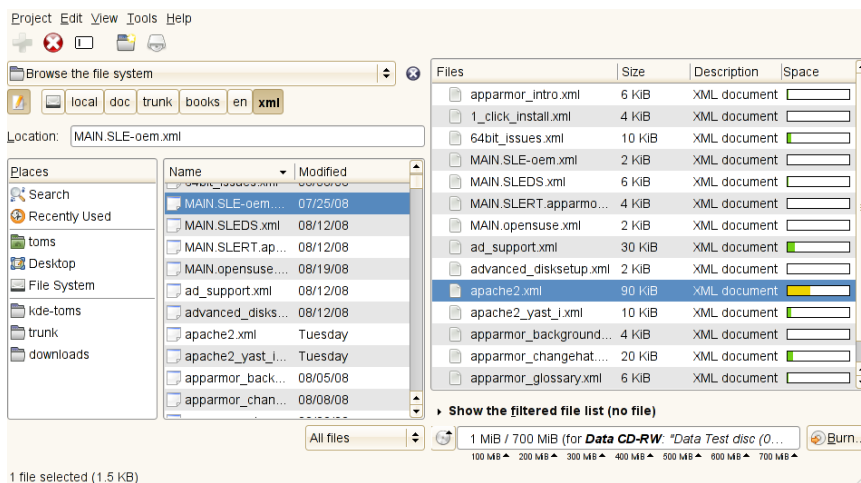 Project Edit View Tools Help
Browse the file system
local doc trunk books en xml
Location: MAIN.SLE-oem.xml
Places
Search
Recently Used
toms
Desktop
File System
kde-toms
trunk
downloads
Name Modified
MAIN.SLE-oem.... 07/25/08
MAIN.SLEDS.xml 08/12/08
MAIN.SLERT.ap... 08/12/08
MAIN.opensuse.... 08/19/08
ad_support.xml 08/12/08
advanced_disks... 08/12/08
apache2.xml Tuesday
apache2_yast_i... Tuesday
apparmor_back... 08/05/08
apparmor_chan... 08/08/08
All files
Files Size Description Space
apparmor_intro.xml 6 KiB XML document
1_click_install.xml 4 KiB XML document
64bit_issues.xml 10 KiB XML document
MAIN.SLE-oem.xml 2 KiB XML document
MAIN.SLEDS.xml 6 KiB XML document
MAIN.SLERT.apparmo... 4 KiB XML document
MAIN.opensuse.xml 2 KiB XML document
ad_support.xml 30 KiB XML document
advanced_disksetup.xml 2 KiB XML document
apache2.xml 90 KiB XML document
apache2_yast_i.xml 10 KiB XML document
apparmor_background... 4 KiB XML document
apparmor_changehat.... 20 KiB XML document
apparmor_glossary.xml 6 KiB XML document
Show the filtered file list (no file)
1 MiB / 700 MiB (for Data CD-RW: "Data Test disc (0...
Burn...
100 MiB 200 MiB 300 MiB 400 MiB 500 MiB 600 MiB 700 MiB
1 file selected (1.5 KB)